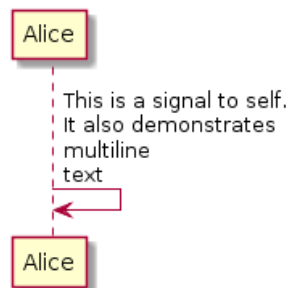 Alice
This is a signal to self.
It also demonstrates
multiline
text
Alice